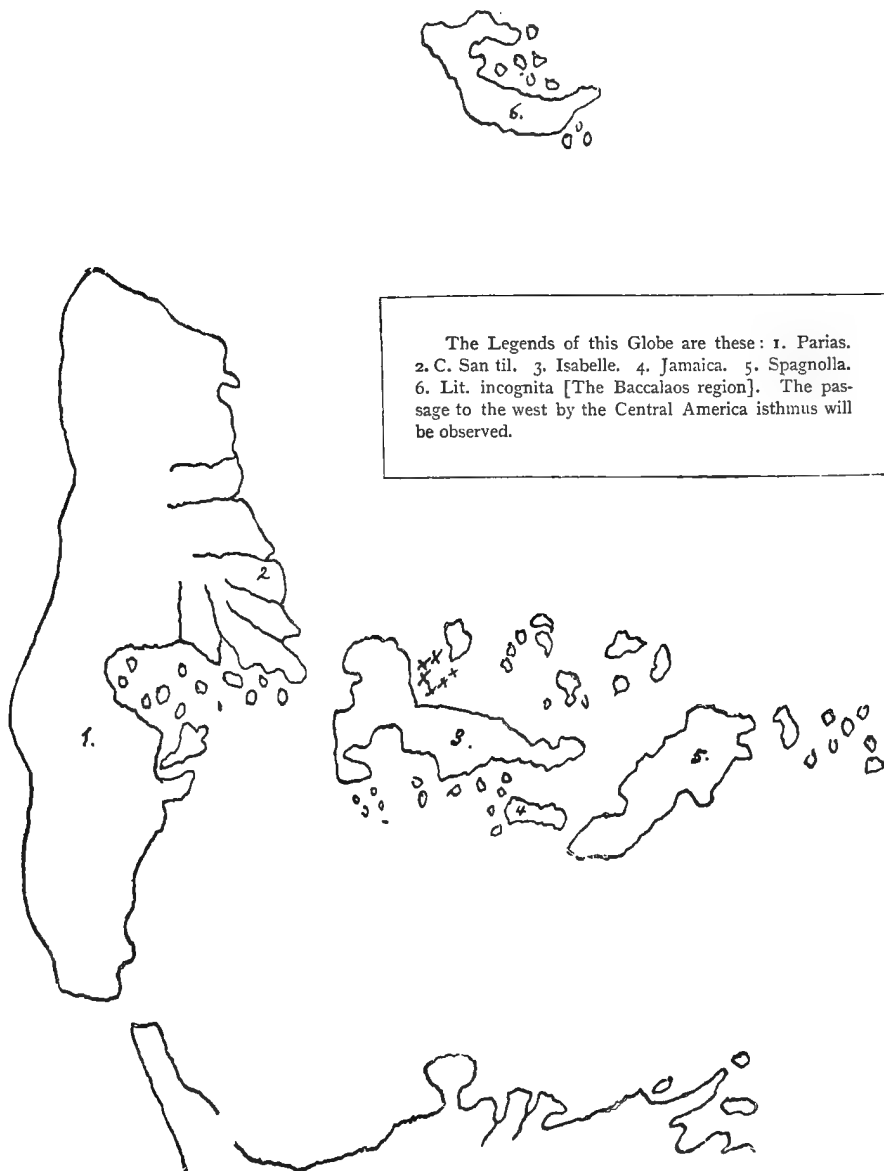 6.
The Legends of this Globe are these: 1. Parias.
2. C. San til. 3. Isabelle. 4. Jamaica. 5. Spagnolla.
6. Lit. incognita [The Baccalaos region]. The pas-
sage to the west by the Central America isthmus will
be observed.
2
1.
3.
5.
4